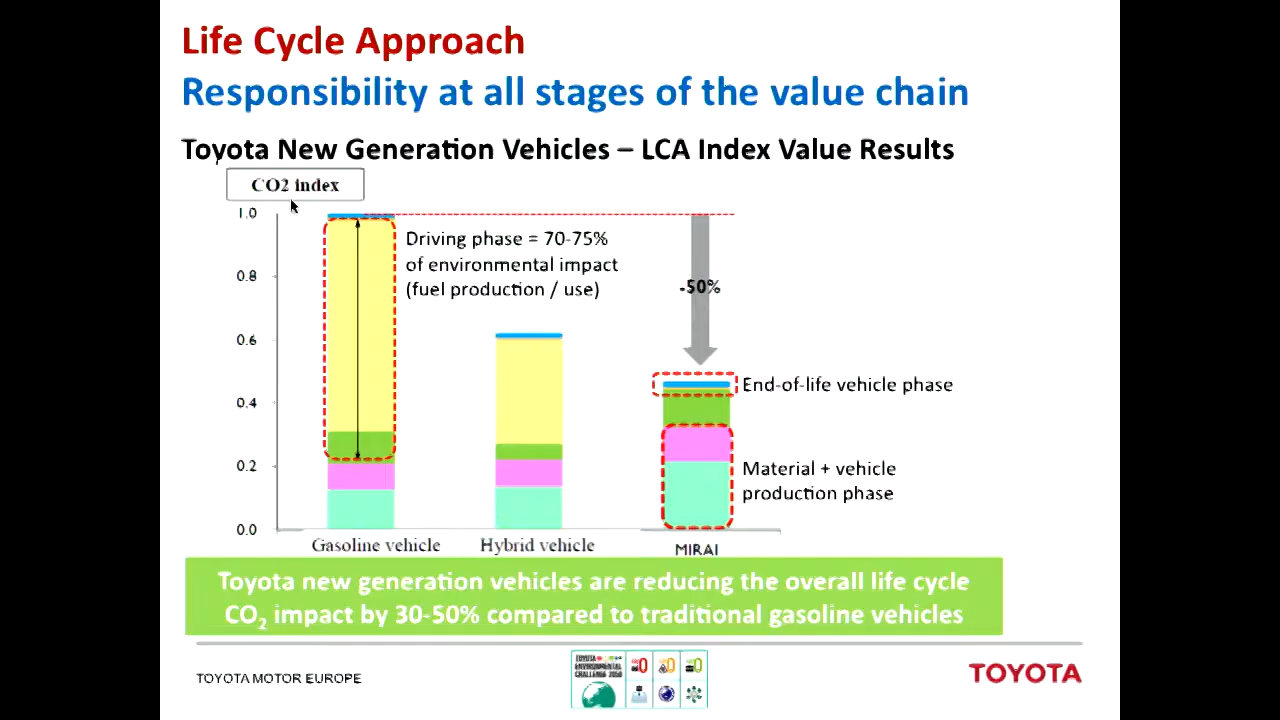 Life Cycle Approach
Responsibility at all stages of the value chain
Toyota New Generation Vehicles – LCA Index Value Results
CO2 index
1.0
Driving phase = 70-75%
of environmental impact
(fuel production / use)
0.8
-50%
0.6
0.4
End-of-life vehicle phase
0.2
Material + vehicle
production phase
0.0
Gasoline vehicle
Hybrid vehicle
MIRAI
Toyota new generation vehicles are reducing the overall life cycle
CO₂ impact by 30-50% compared to traditional gasoline vehicles
TOYOTA MOTOR EUROPE
TOYOTA
ENVIRONMENTAL
CHALLENGE 2050
TOYOTA